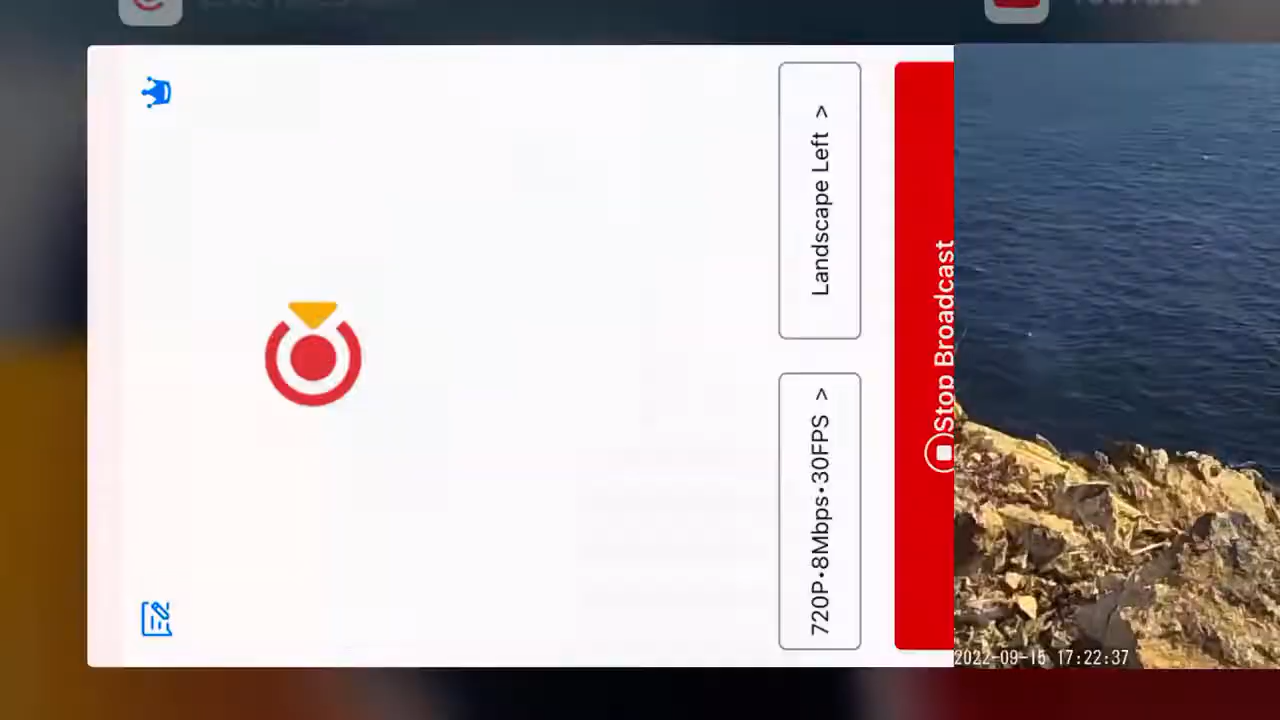 Landscape Left >
720P•8Mbps•30FPS >
Stop Broadcast
2022-09-15 17:22:37